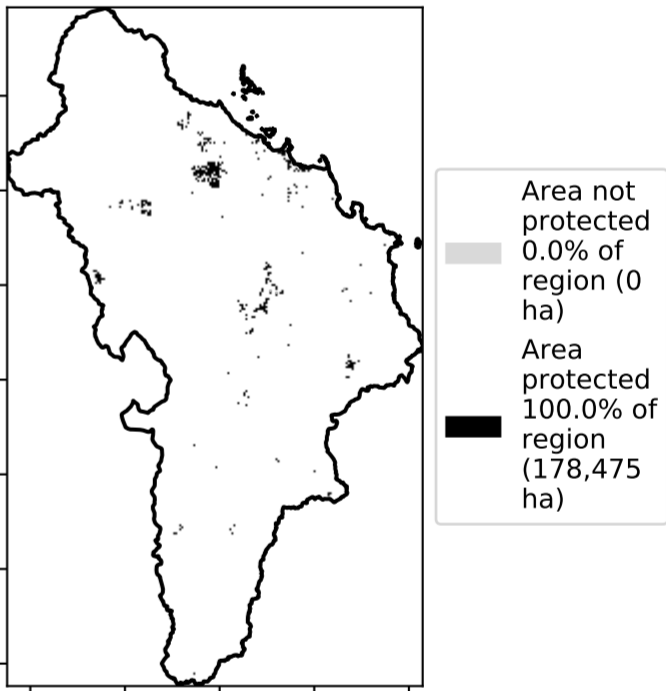 Area not
protected
0.0% of
region (0
ha)
Area
protected
100.0% of
region
(178,475
ha)